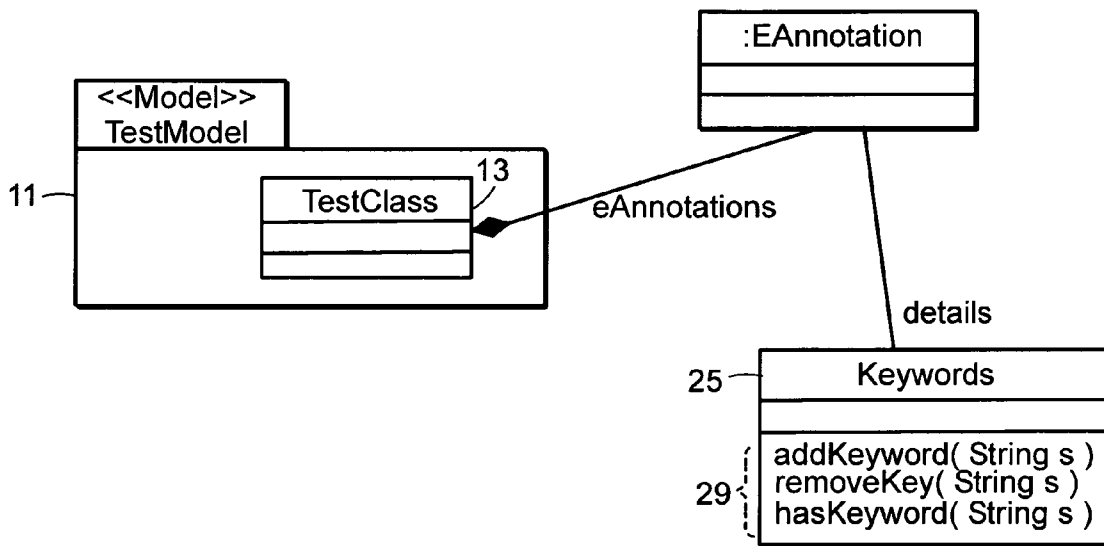 :EAnnotation
<<Model>>
TestModel
11
13
TestClass
eAnnotations
details
25
Keywords
29
addKeyword( String s )
removeKey( String s )
hasKeyword( String s )